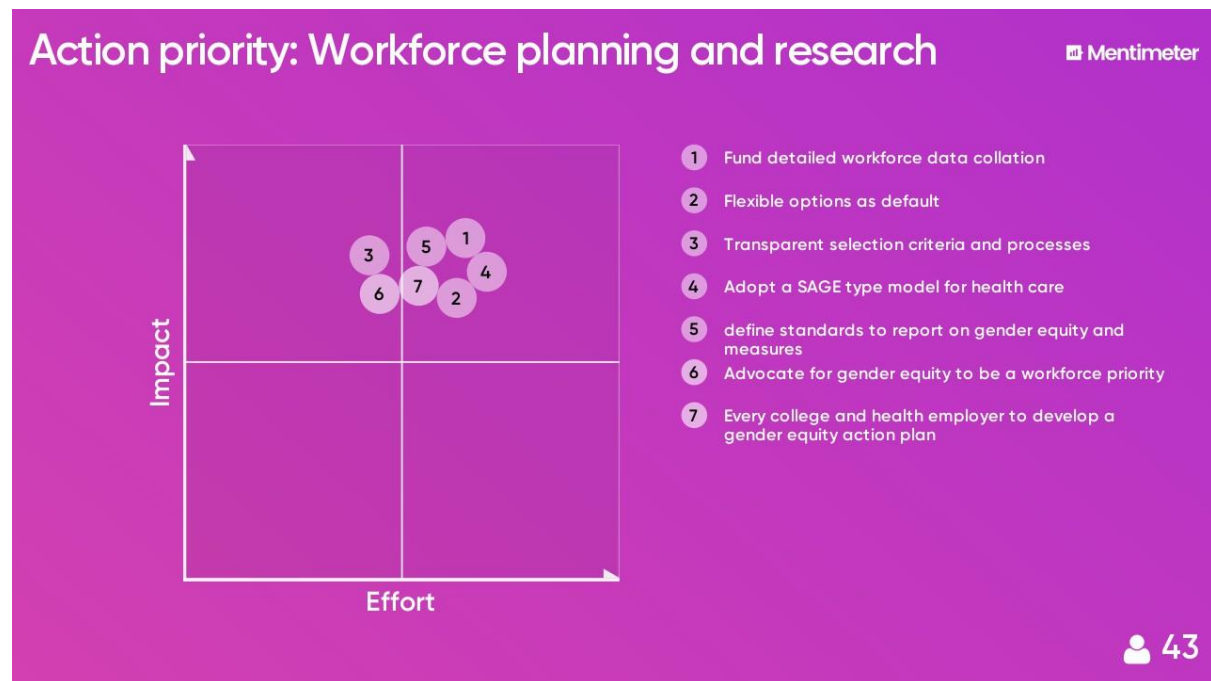 Action priority: Workforce planning and research
Mentimeter
Impact
Effort
3
5
1
4
6
7
2
1 Fund detailed workforce data collation
2 Flexible options as default
3 Transparent selection criteria and processes
4 Adopt a SAGE type model for health care
5 define standards to report on gender equity and
measures
6 Advocate for gender equity to be a workforce priority
7 Every college and health employer to develop a
gender equity action plan
43